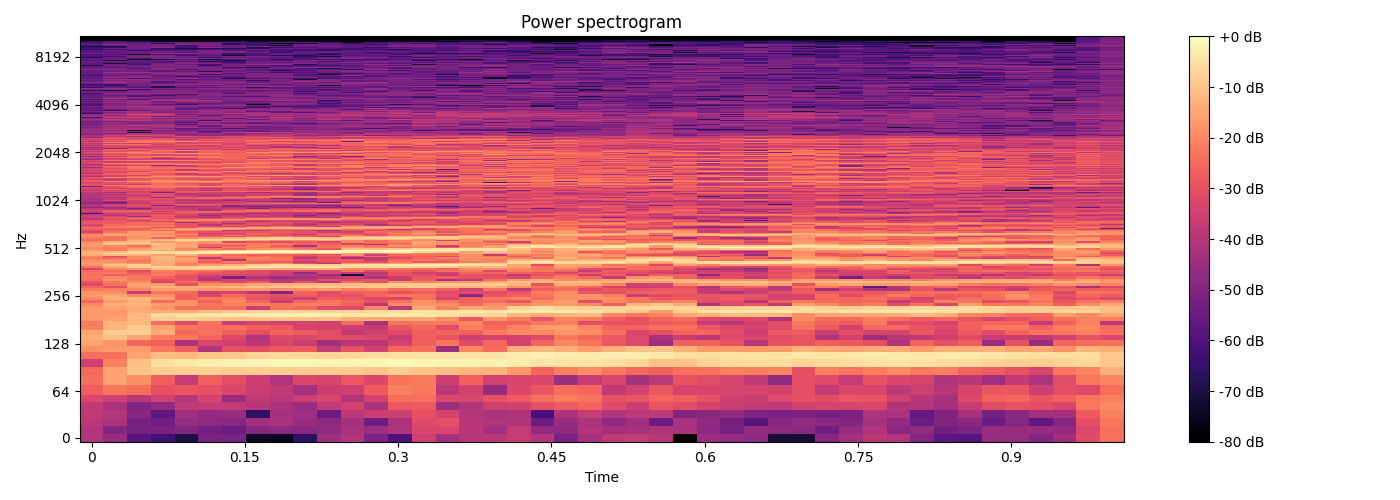 Power spectrogram
Hz
8192
4096
2048
1024
512
256
128
64
0
0 0.15 0.3 0.45 0.6 0.75 0.9
Time
+0 dB
-10 dB
-20 dB
-30 dB
-40 dB
-50 dB
-60 dB
-70 dB
-80 dB